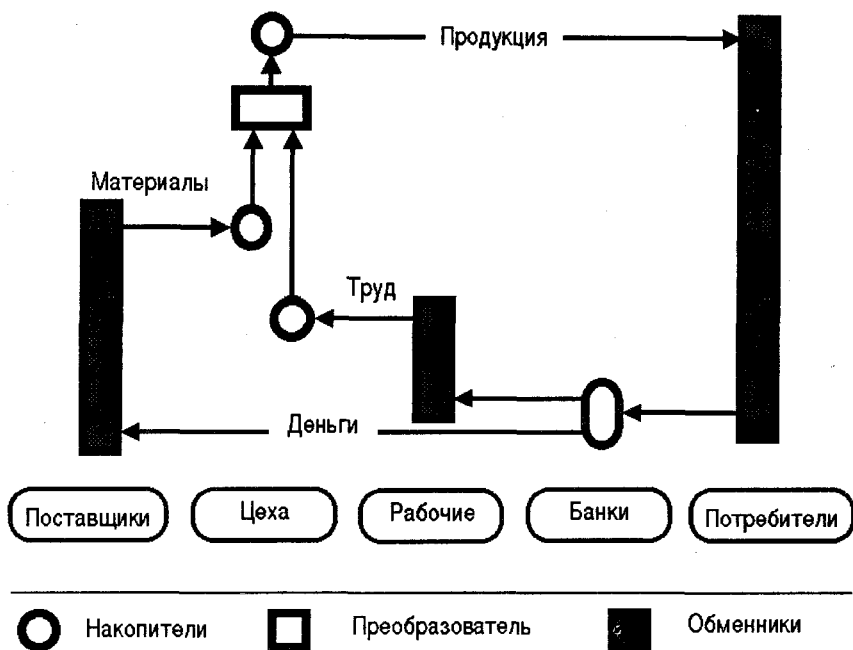 Продукция
Материалы
Труд
Деньги
Поставщики
Цеха
Рабочие
Банки
Потребители
Накопители
Преобразователь
Обменники